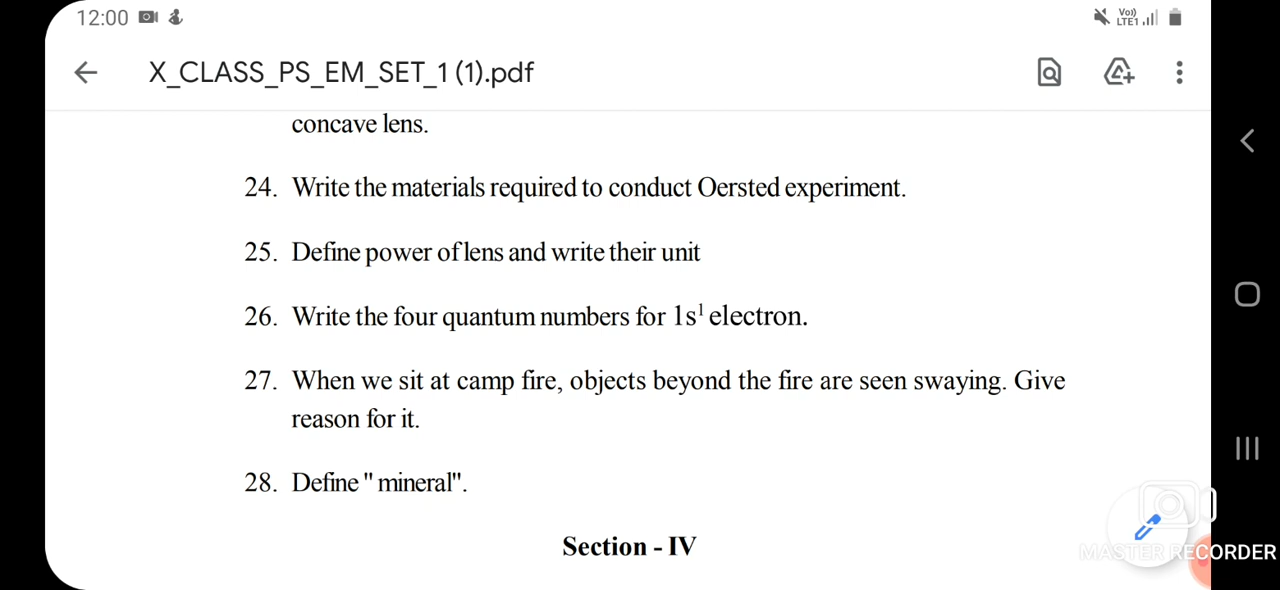 12:00
Vo))
LTE1
X_CLASS_PS_EM_SET_1 (1).pdf
concave lens.
24. Write the materials required to conduct Oersted experiment.
25. Define power of lens and write their unit
26. Write the four quantum numbers for 1s¹ electron.
27. When we sit at camp fire, objects beyond the fire are seen swaying. Give
reason for it.
28. Define " mineral".
Section - IV
MASTER RECORDER